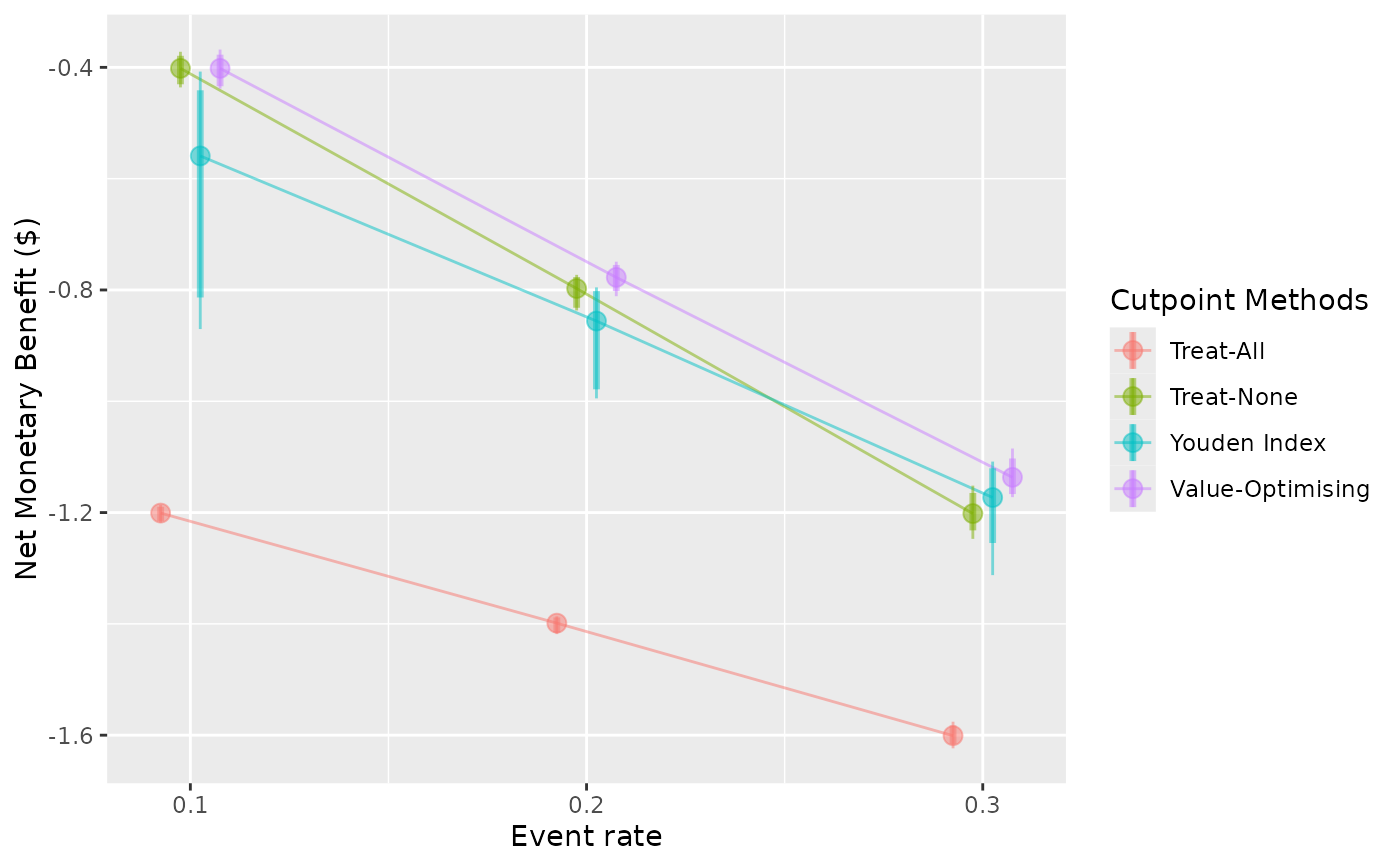 -0.4
-0.8
-1.2
-1.6
Net Monetary Benefit ($)
0.1
0.2
0.3
Event rate
Cutpoint Methods
Treat-All
Treat-None
Youden Index
Value-Optimising